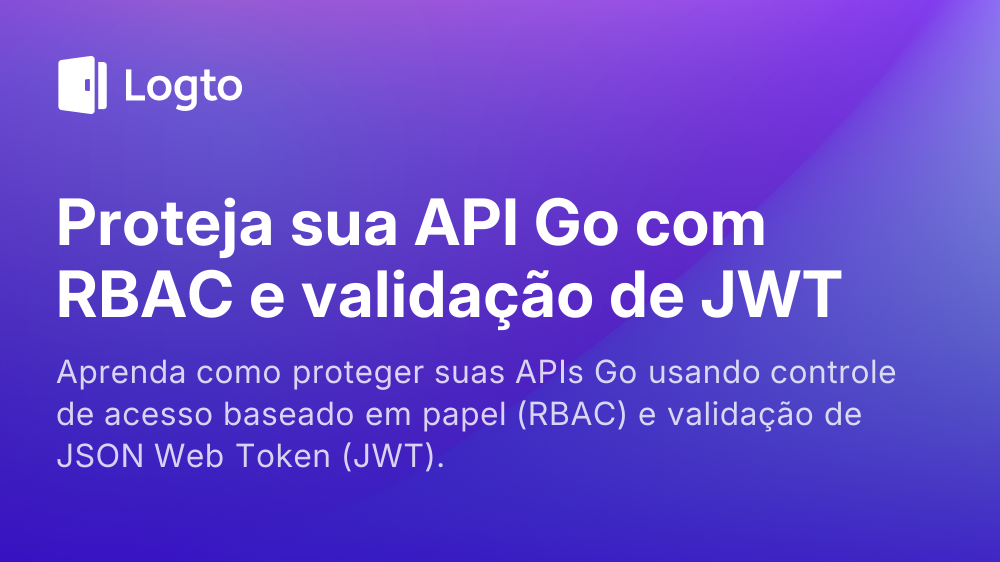 Logto
Proteja sua API Go com
RBAC e validação de JWT
Aprenda como proteger suas APIs Go usando controle
de acesso baseado em papel (RBAC) e validação de
JSON Web Token (JWT).